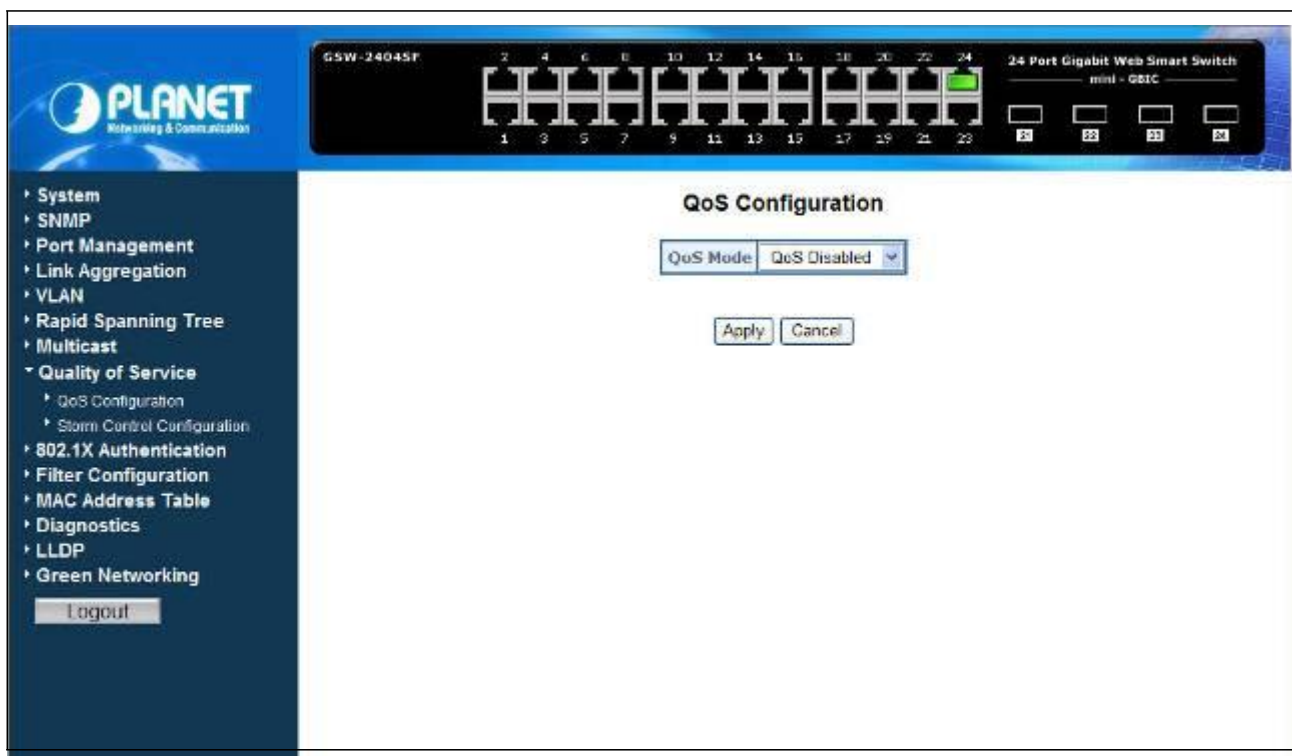 GSW-2404SF
2 4 6 8 10 12 14 16 18 20 22 24
24 Port Gigabit Web Smart Switch
mini - GBIC
PLANET
Networking & Communication
1 3 5 7 9 11 13 15 17 19 21 23
21 22 23 24
System
SNMP
Port Management
Link Aggregation
VLAN
Rapid Spanning Tree
Multicast
Quality of Service
QoS Configuration
Storm Control Configuration
802.1X Authentication
Filter Configuration
MAC Address Table
Diagnostics
LLDP
Green Networking
Logout
QoS Configuration
QoS Mode QoS Disabled
Apply Cancel